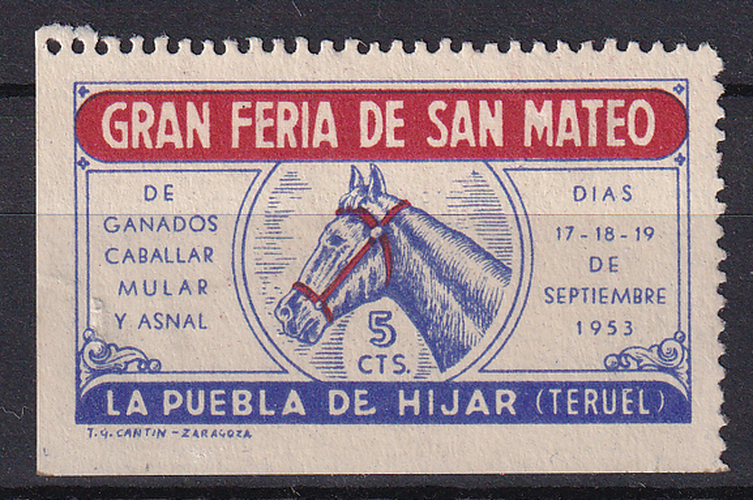 GRAN FERIA DE SAN MATEO
DE
GANADOS
CABALLAR
MULAR
Y ASNAL
DIAS
17-18-19
DE
SEPTIEMBRE
1953
5
CTS.
LA PUEBLA DE HIJAR (TERUEL)
T.G. CANTIN - ZARAGOZA